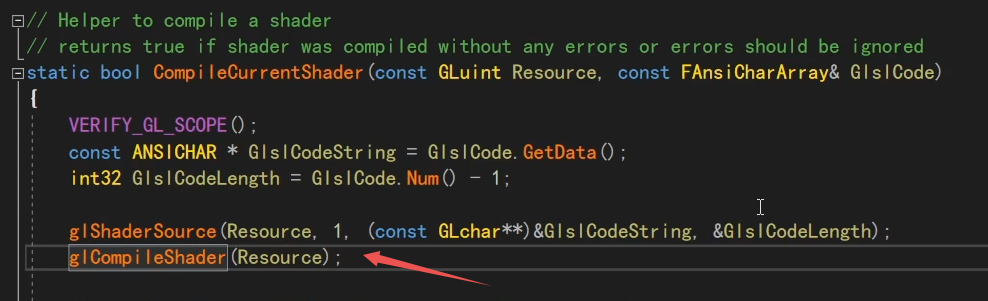 // Helper to compile a shader
// returns true if shader was compiled without any errors or errors should be ignored
static bool CompileCurrentShader(const GLuint Resource, const FAnsiCharArray& GlslCode)
{
VERIFY_GL_SCOPE();
const ANSICHAR * GlslCodeString = GlslCode.GetData();
int32 GlslCodeLength = GlslCode.Num() - 1;
glShaderSource(Resource, 1, (const GLchar**)&GlslCodeString, &GlslCodeLength);
glCompileShader(Resource);